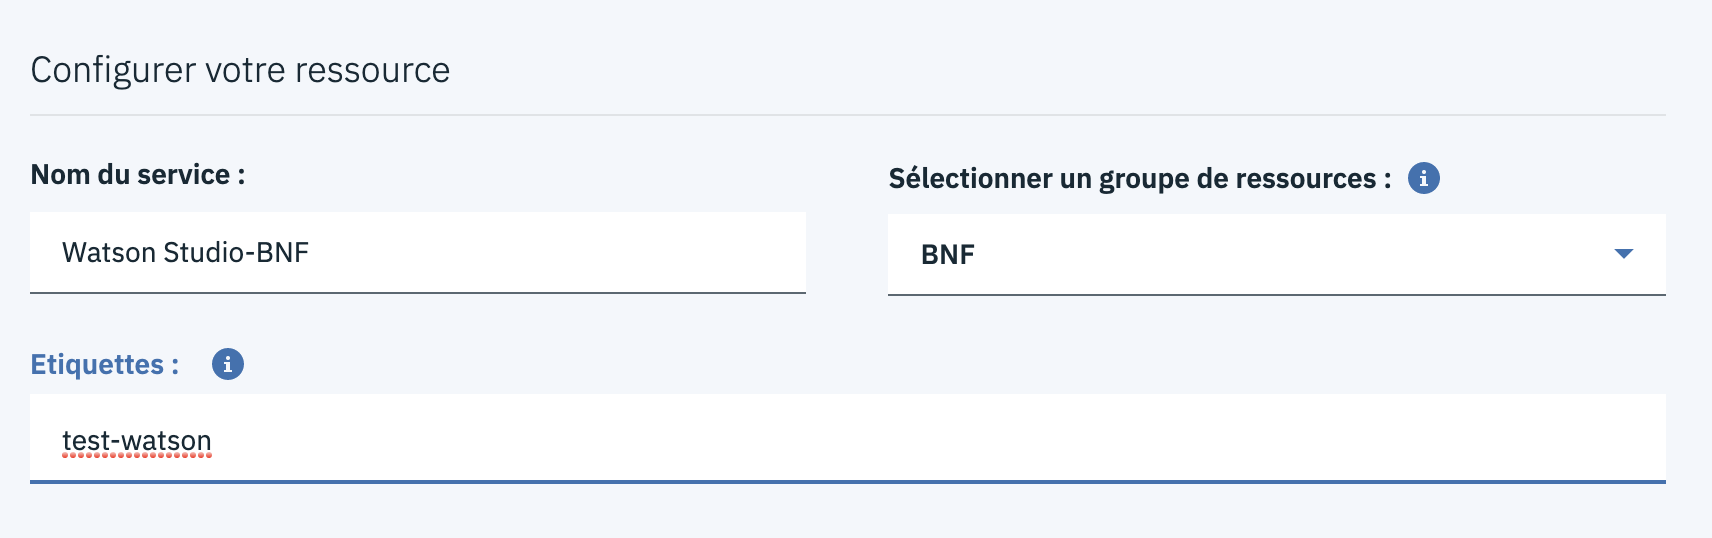 Configurer votre ressource
Nom du service :
Sélectionner un groupe de ressources :
Watson Studio-BNF
BNF
Etiquettes :
test-watson